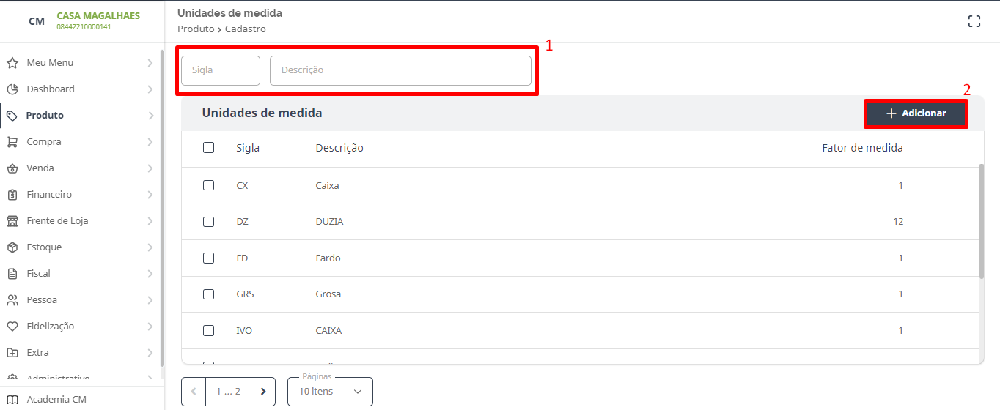 CM
CASA MAGALHAES
08442210000141
Meu Menu
Dashboard
Produto
Compra
Venda
Financeiro
Frente de Loja
Estoque
Fiscal
Pessoa
Fidelização
Extra
Administrativo
Academia CM
Unidades de medida
Produto > Cadastro
1
Sigla Descrição
2
Unidades de medida + Adicionar
Sigla Descrição Fator de medida
CX Caixa 1
DZ DUZIA 12
FD Fardo 1
GRS Grosa 1
IVO CAIXA 1
Páginas
< 1 ... 2 > 10 itens